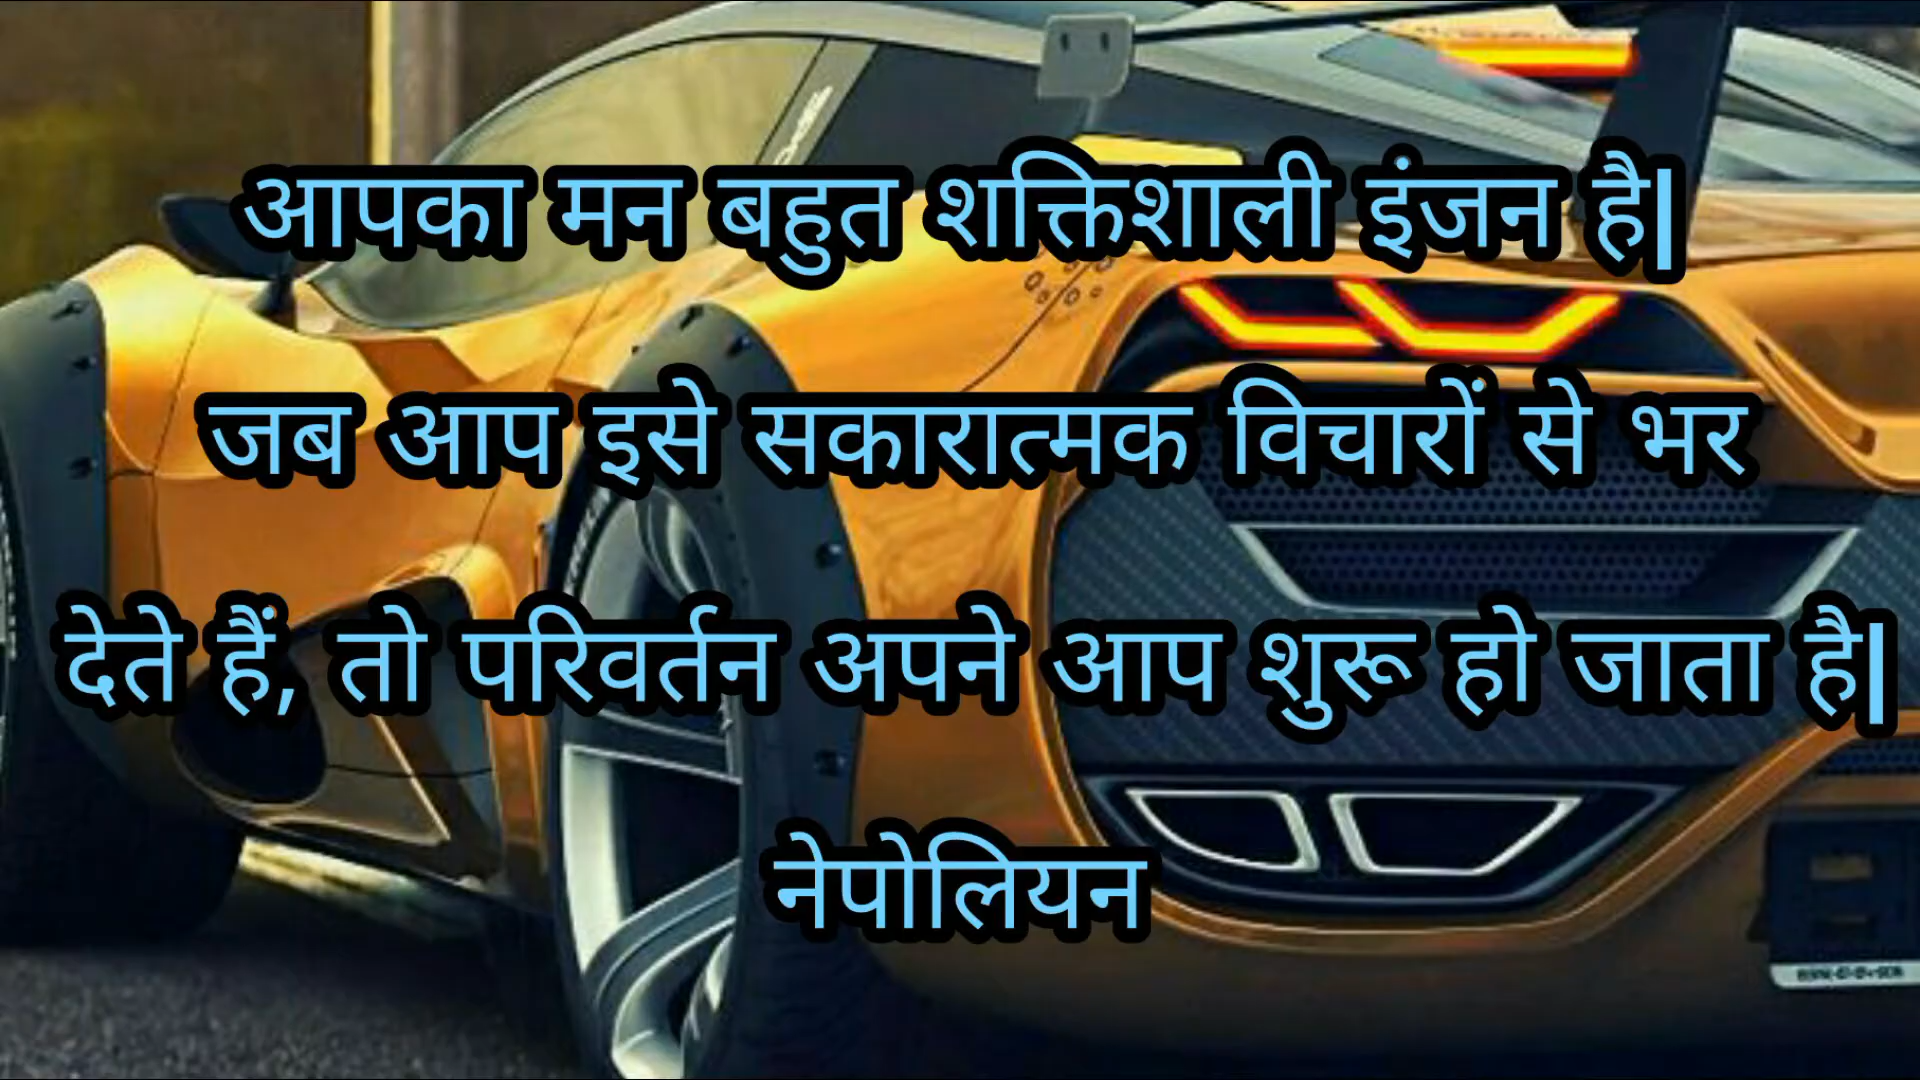 आपका मन बहुत शक्तिशाली इंजन है|
जब आप इसे सकारात्मक विचारों से भर
देते हैं, तो परिवर्तन अपने आप शुरू हो जाता है|
नेपोलियन